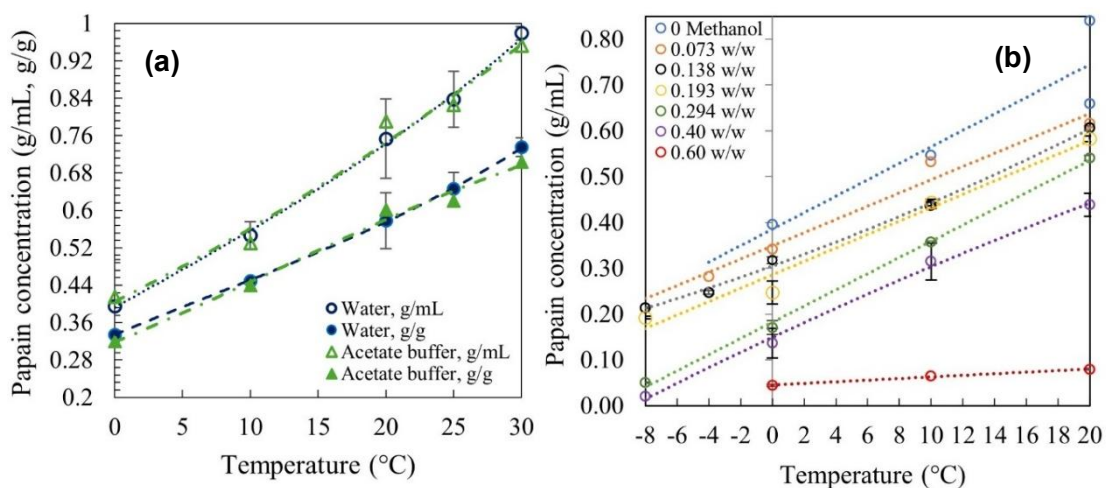 (a)
Papain concentration (g/mL, g/g)
1
0.92
0.84
0.76
0.68
0.6
0.52
0.44
0.36
0.28
0.2
Water, g/mL
Water, g/g
Acetate buffer, g/mL
Acetate buffer, g/g
0 5 10 15 20 25 30
Temperature (°C)
(b)
Papain concentration (g/mL)
0.80
0.70
0.60
0.50
0.40
0.30
0.20
0.10
0.00
0 Methanol
0.073 w/w
0.138 w/w
0.193 w/w
0.294 w/w
0.40 w/w
0.60 w/w
-8 -6 -4 -2 0 2 4 6 8 10 12 14 16 18 20
Temperature (°C)